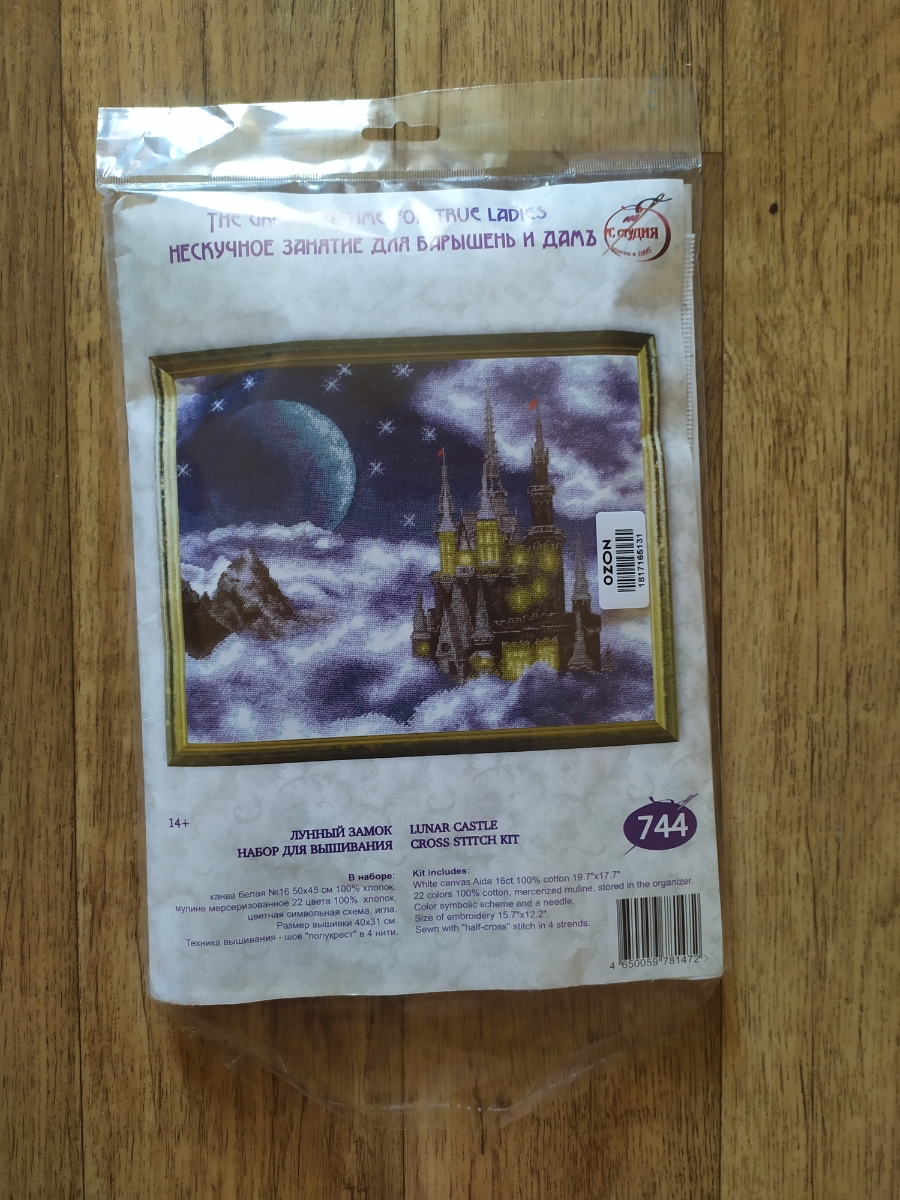 THE TIME TRUE LADIES
НЕСКУЧНОЕ ЗАНЯТИЕ ДЛЯ БАРЫШЕНЬ И ДАМЪ
РС СТУДИЯ
1995
OZON
1817165131
14+
ЛУННЫЙ ЗАМОК
НАБОР ДЛЯ ВЫШИВАНИЯ
LUNAR CASTLE
CROSS STITCH KIT
744
В наборе:
канва белая №16 50x45 см 100% хлопок,
мулине мерсеризованное 22 цвета 100% хлопок,
цветная символьная схема, игла.
Размер вышивки 40x31 см.
Техника вышивания - шов "полукрест" в 4 нити.
Kit includes:
White canvas Aida 16ct 100% cotton 19.7"x17.7".
22 colors 100% cotton, mercerized muline, stored in the organizer.
Color symbolic scheme and a needle.
Size of embroidery 15.7"x12.2".
Sewn with "half-cross" stitch in 4 strends.
4 650059 781472 >